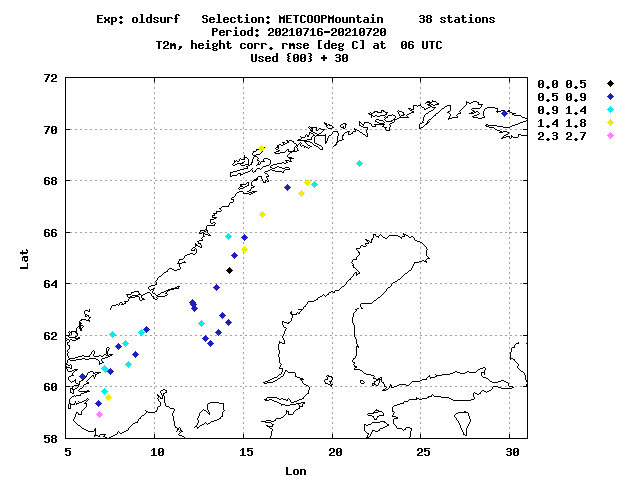 Exp: oldsurf   Selection: METCOOPMountain     38 stations
Period: 20210716-20210720
T2m, height corr. rmse [deg C] at  06 UTC
Used {00} + 30
0.0 0.5
0.5 0.9
0.9 1.4
1.4 1.8
2.3 2.7
72
70
68
66
64
62
60
58
Lat
5 10 15 20 25 30
Lon